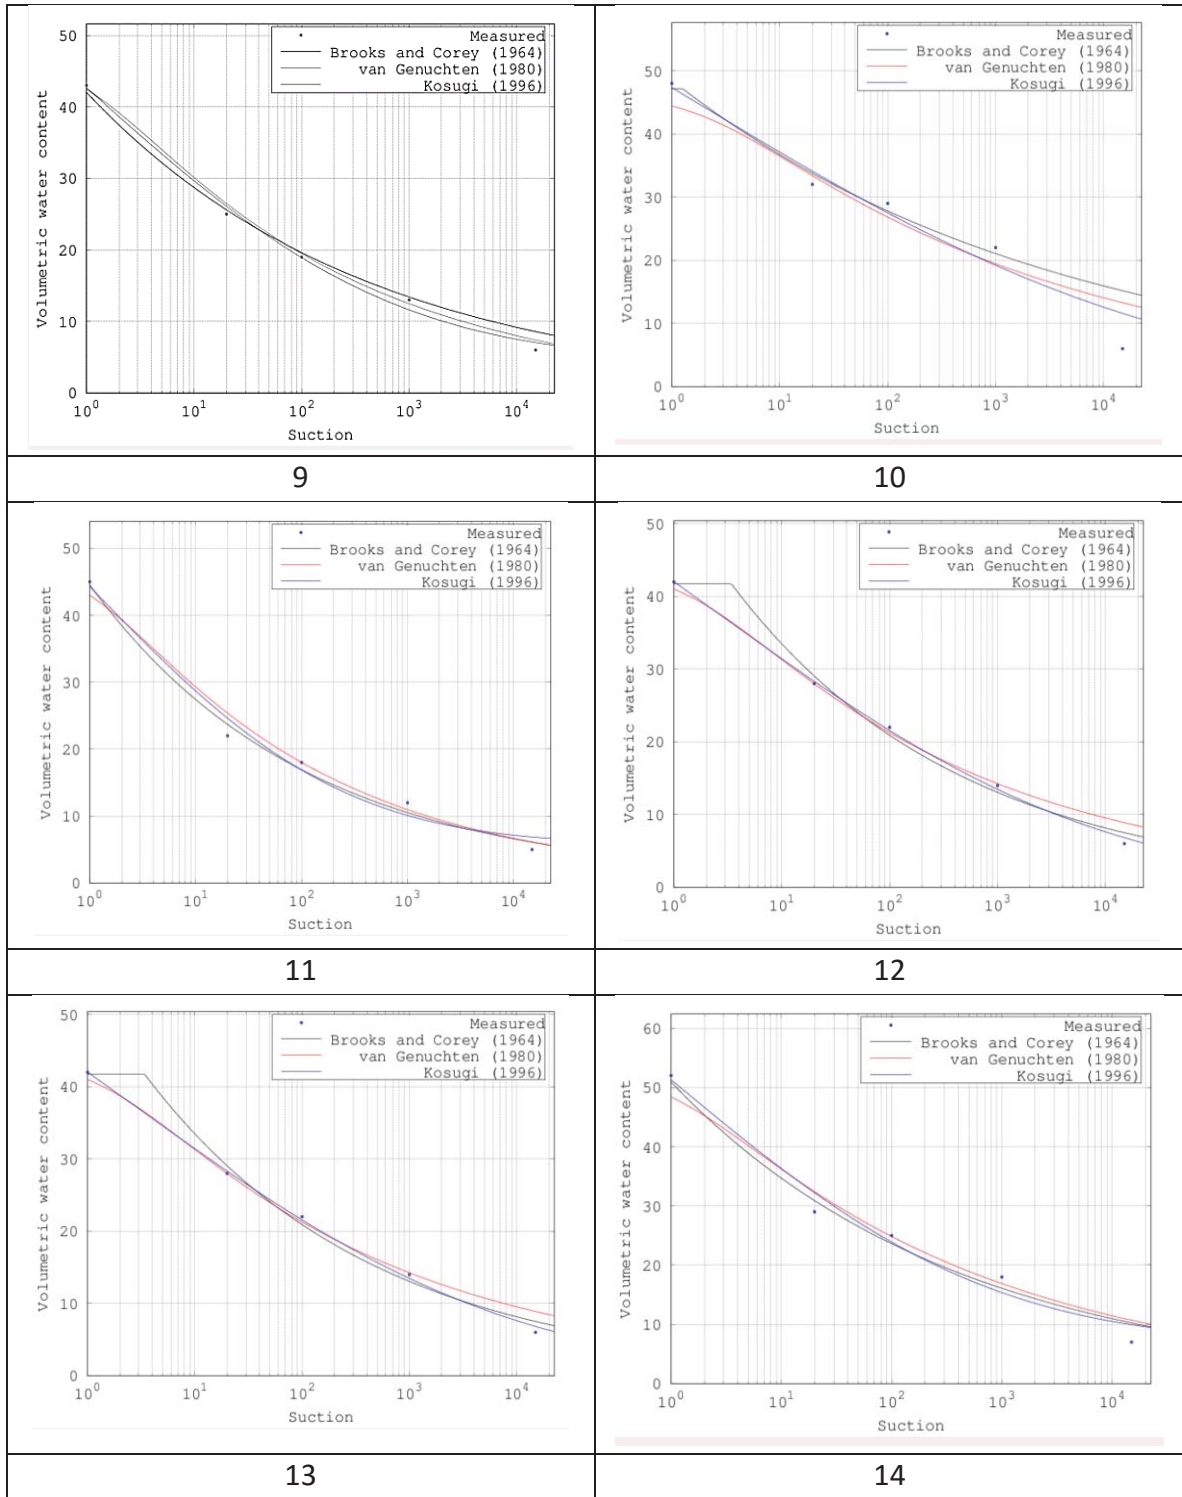 50
40
30
20
10
0
Volumetric water content
Measured
Brooks and Corey (1964)
van Genuchten (1980)
Kosugi (1996)
10^0 10^1 10^2 10^3 10^4
Suction
9
50
40
30
20
10
0
Volumetric water content
Measured
Brooks and Corey (1964)
van Genuchten (1980)
Kosugi (1996)
10^0 10^1 10^2 10^3 10^4
Suction
10
50
40
30
20
10
0
Volumetric water content
Measured
Brooks and Corey (1964)
van Genuchten (1980)
Kosugi (1996)
10^0 10^1 10^2 10^3 10^4
Suction
11
50
40
30
20
10
0
Volumetric water content
Measured
Brooks and Corey (1964)
van Genuchten (1980)
Kosugi (1996)
10^0 10^1 10^2 10^3 10^4
Suction
12
50
40
30
20
10
0
Volumetric water content
Measured
Brooks and Corey (1964)
van Genuchten (1980)
Kosugi (1996)
10^0 10^1 10^2 10^3 10^4
Suction
13
60
50
40
30
20
10
0
Volumetric water content
Measured
Brooks and Corey (1964)
van Genuchten (1980)
Kosugi (1996)
10^0 10^1 10^2 10^3 10^4
Suction
14